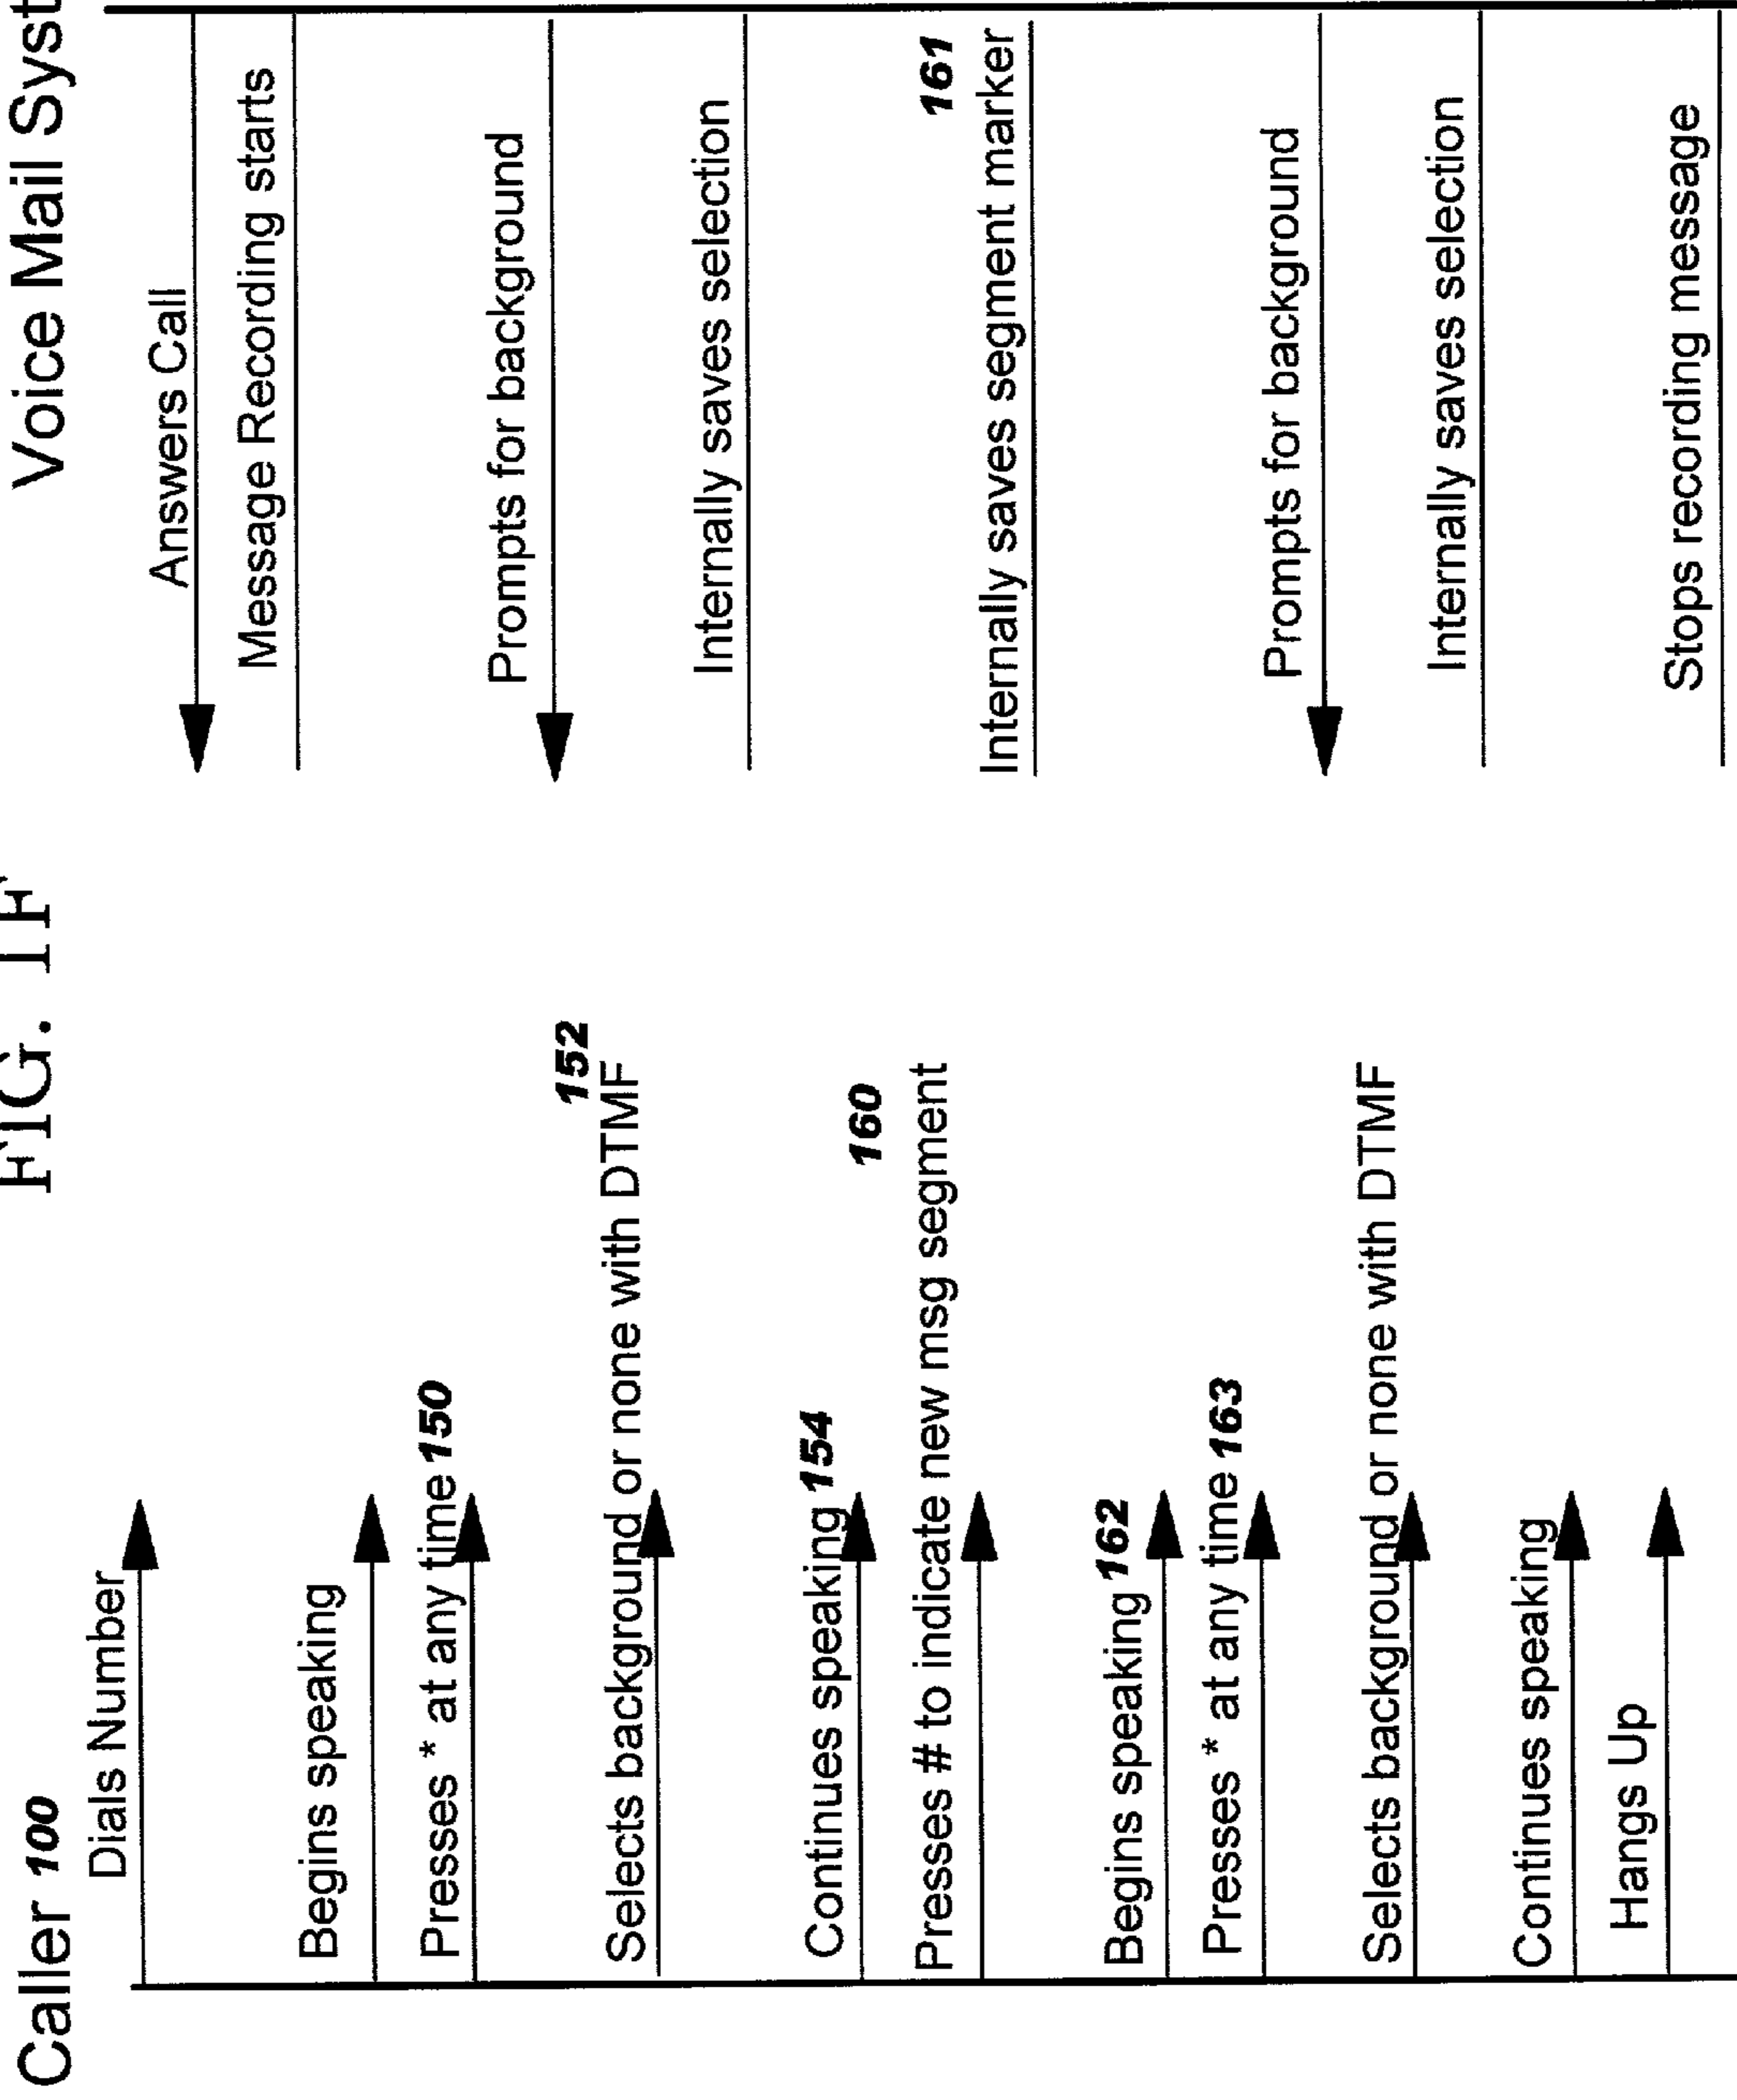 FIG. 1F
Caller 100
Voice Mail Syst
Dials Number
Answers Call
Message Recording starts
Begins speaking
Presses * at any time 150
Prompts for background
152
Selects background or none with DTMF
Internally saves selection
Continues speaking 154
160
Presses # to indicate new msg segment
161
Internally saves segment marker
Begins speaking 162
Presses * at any time 163
Prompts for background
Selects background or none with DTMF
Internally saves selection
Continues speaking
Hangs Up
Stops recording message